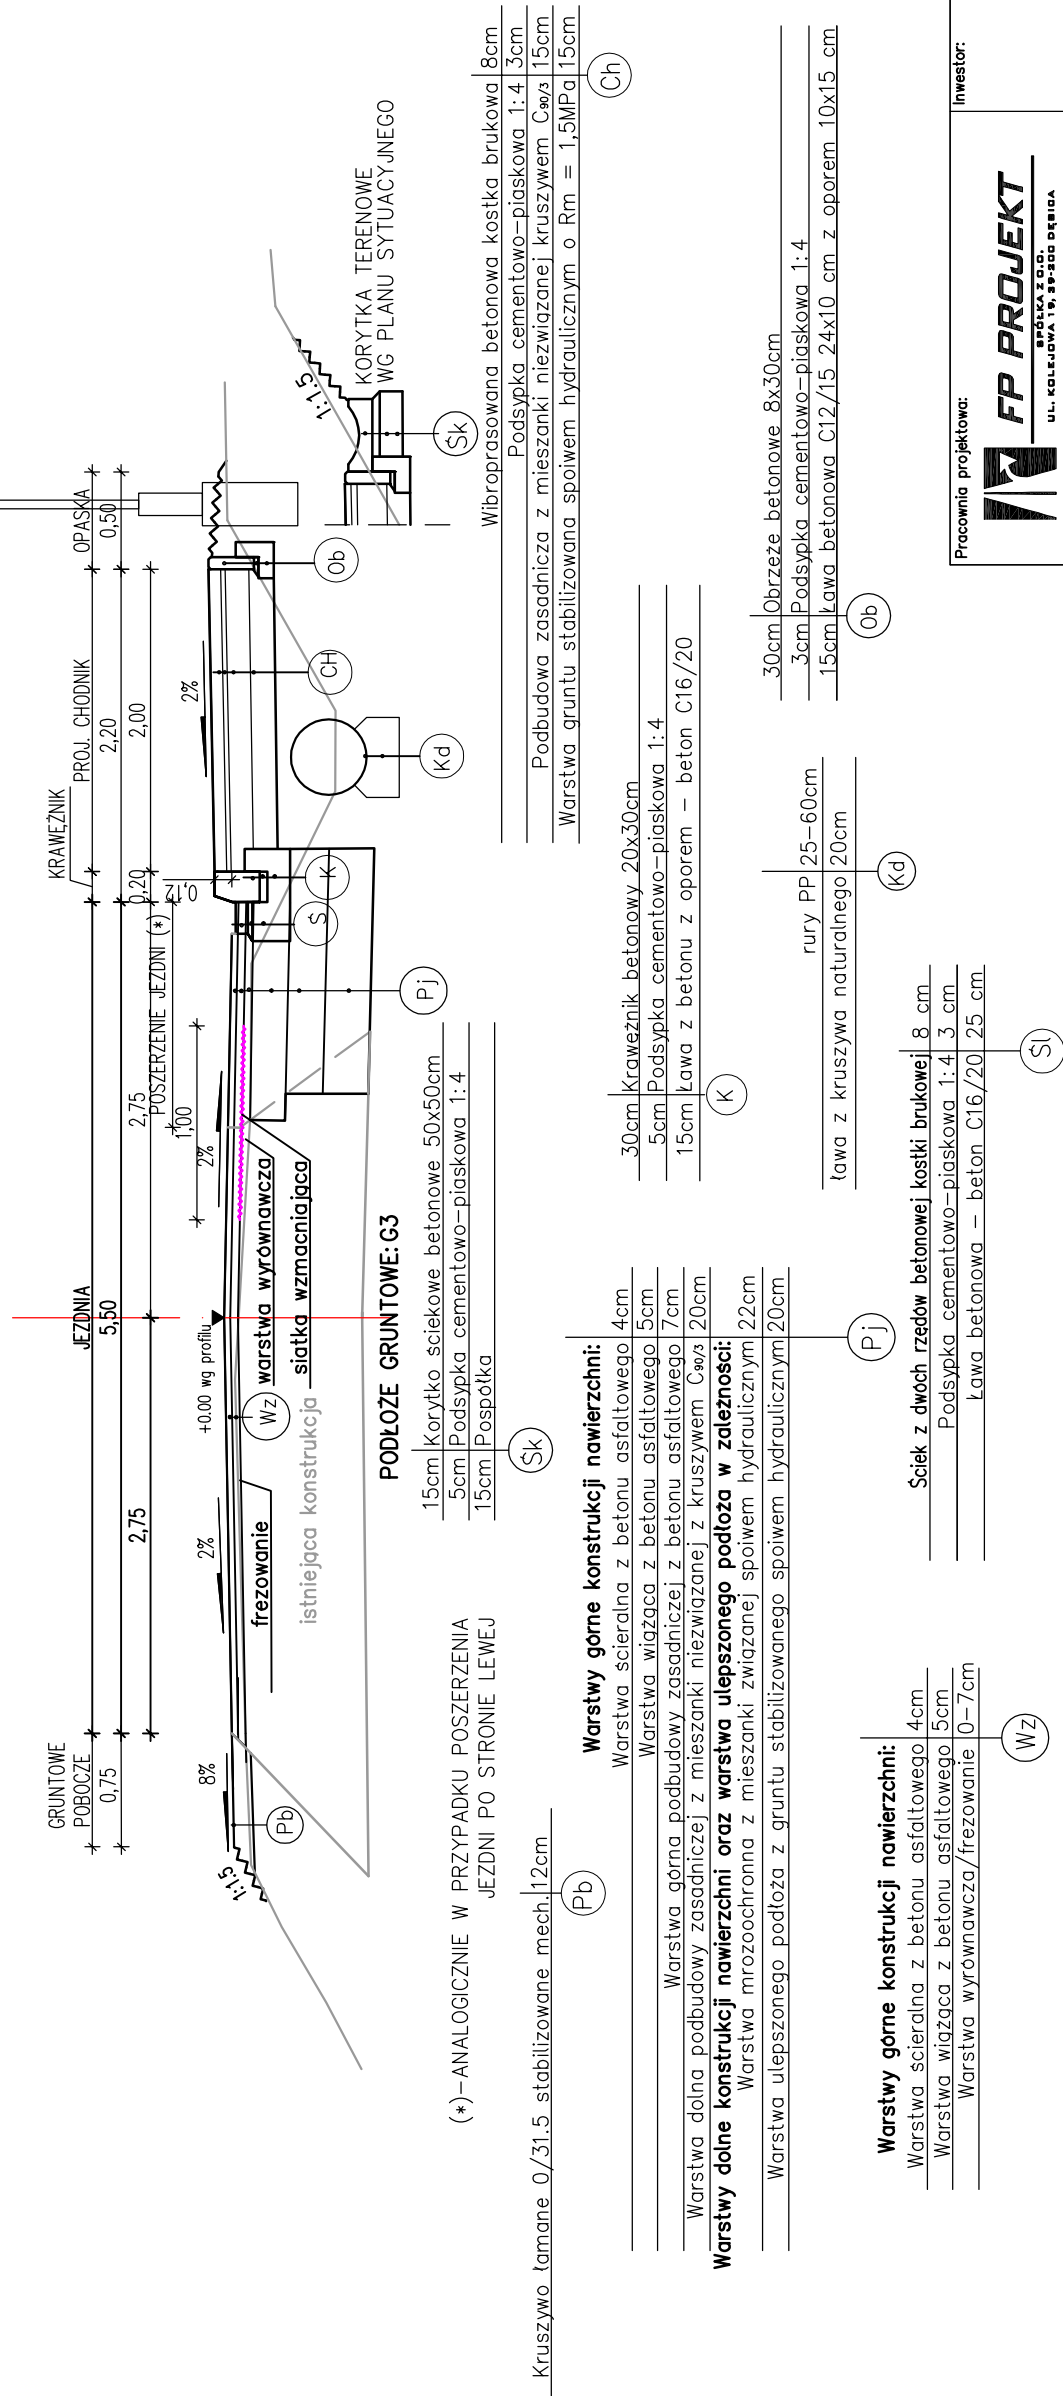 GRUNTOWE
POBOCZE
0,75
JEZDNIA
5,50
2,75
2,75
POSZERZENIE JEZDNI (*)
1,00
KRAWĘŻNIK
0,20
0,12
PROJ. CHODNIK
2,20
2,00
OPASKA
0,50
1:1.5
8%
2%
+0.00 wg profilu
2%
2%
Pb
frezowanie
istniejąca konstrukcja
Wz
warstwa wyrównawcza
siatka wzmacniająca
Pj
Ś
K
Kd
CH
Ob
1:1.5
Śk
KORYTKA TERENOWE
WG PLANU SYTUACYJNEGO
PODŁOŻE GRUNTOWE: G3
(*)-ANALOGICZNIE W PRZYPADKU POSZERZENIA
JEZDNI PO STRONIE LEWEJ
15cm Korytko ściekowe betonowe 50x50cm
5cm Podsypka cementowo-piaskowa 1:4
15cm Pospółka
Śk
Wibroprasowana betonowa kostka brukowa 8cm
Podsypka cementowo-piaskowa 1:4 3cm
Podbudowa zasadnicza z mieszanki niezwiązanej kruszywem C90/3 15cm
Warstwa gruntu stabilizowana spoiwem hydraulicznym o Rm = 1,5MPa 15cm
Ch
Kruszywo łamane 0/31.5 stabilizowane mech. 12cm
Pb
Warstwy górne konstrukcji nawierzchni:
Warstwa ścieralna z betonu asfaltowego 4cm
Warstwa wiążąca z betonu asfaltowego 5cm
Warstwa górna podbudowy zasadniczej z betonu asfaltowego 7cm
Warstwa dolna podbudowy zasadniczej z mieszanki niezwiązanej z kruszywem C90/3 20cm
Warstwy dolne konstrukcji nawierzchni oraz warstwa ulepszonego podłoża w zależności:
Warstwa mrozoochronna z mieszanki związanej spoiwem hydraulicznym 22cm
Warstwa ulepszonego podłoża z gruntu stabilizowanego spoiwem hydraulicznym 20cm
Pj
30cm Krawężnik betonowy 20x30cm
5cm Podsypka cementowo-piaskowa 1:4
15cm Ława z betonu z oporem - beton C16/20
K
30cm Obrzeże betonowe 8x30cm
3cm Podsypka cementowo-piaskowa 1:4
15cm Ława betonowa C12/15 24x10 cm z oporem 10x15 cm
Ob
rury PP 25-60cm
ława z kruszywa naturalnego 20cm
Kd
Warstwy górne konstrukcji nawierzchni:
Warstwa ścieralna z betonu asfaltowego 4cm
Warstwa wiążąca z betonu asfaltowego 5cm
Warstwa wyrównawcza/frezowanie 0-7cm
Wz
Ściek z dwóch rzędów betonowej kostki brukowej 8 cm
Podsypka cementowo-piaskowa 1:4 3 cm
Ława betonowa - beton C16/20 25 cm
Śl
Pracownia projektowa:
FP PROJEKT
SPÓŁKA Z O.O.
UL. KOLEJOWA 19, 39-200 DĘBICA
Inwestor: